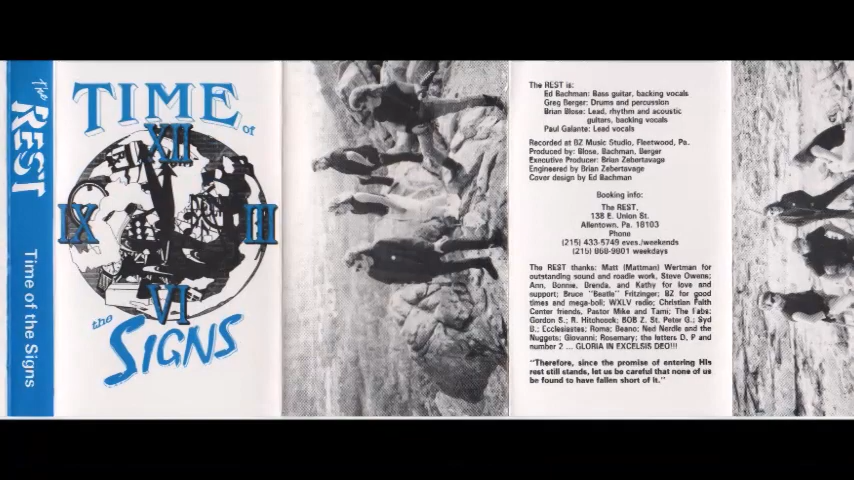 The REST
Time of the Signs
TIME of
XII
IX
III
VI
the
SIGNS
The REST is:
Ed Bachman: Bass guitar, backing vocals
Greg Berger: Drums and percussion
Brian Blose: Lead, rhythm and acoustic
guitars, backing vocals
Paul Galante: Lead vocals
Recorded at BZ Music Studio, Fleetwood, Pa.
Produced by: Blose, Bachman, Berger
Executive Producer: Brian Zebertavage
Engineered by Brian Zebertavage
Cover design by Ed Bachman
Booking info:
The REST,
138 E. Union St.
Allentown, Pa. 18103
Phone
(215) 433-5749 eves./weekends
(215) 868-9801 weekdays
The REST thanks: Matt (Mattman) Wertman for
outstanding sound and roadie work, Steve Owens;
Ann, Bonnie, Brenda, and Kathy for love and
support; Bruce "Beatle" Fritzinger; BZ for good
times and mega-boli; WXLV radio; Christian Faith
Center friends, Pastor Mike and Tami; The Fabs;
Gordon S.; R. Hitchcock; BOB Z. St. Peter G.; Syd
B.; Ecclesiastes; Roma; Beano; Ned Nerdle and the
Nuggets; Giovanni; Rosemary; the letters D, P and
number 2 ... GLORIA IN EXCELSIS DEO!!!
"Therefore, since the promise of entering His
rest still stands, let us be careful that none of us
be found to have fallen short of it."